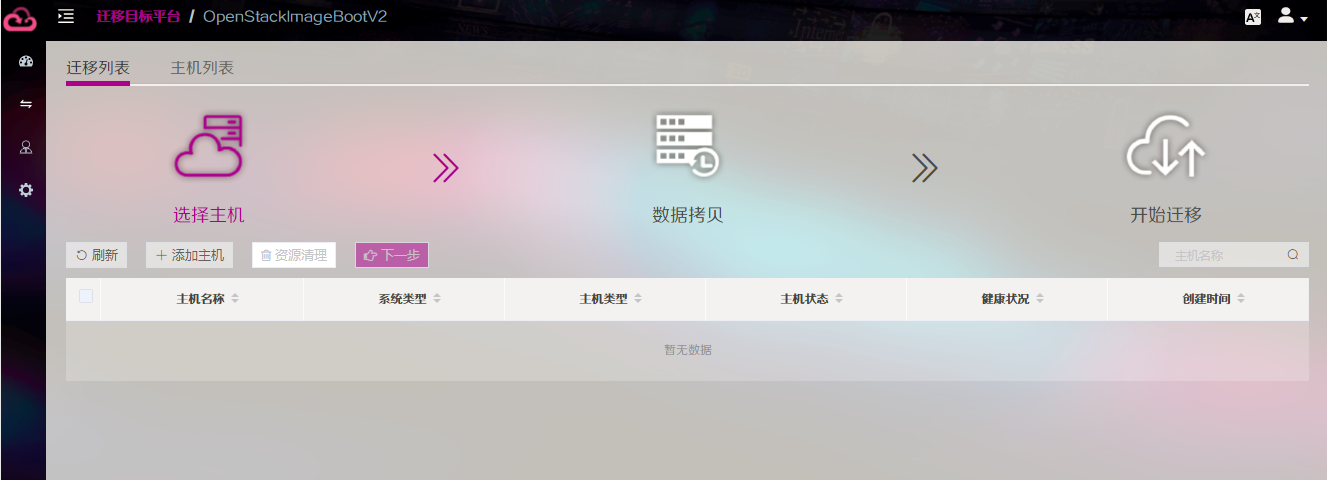 迁移目标平台 / OpenStackImageBootV2
迁移列表 主机列表
选择主机 数据拷贝 开始迁移
刷新 添加主机 资源清理 下一步 主机名称
主机名称 系统类型 主机类型 主机状态 健康状况 创建时间
暂无数据